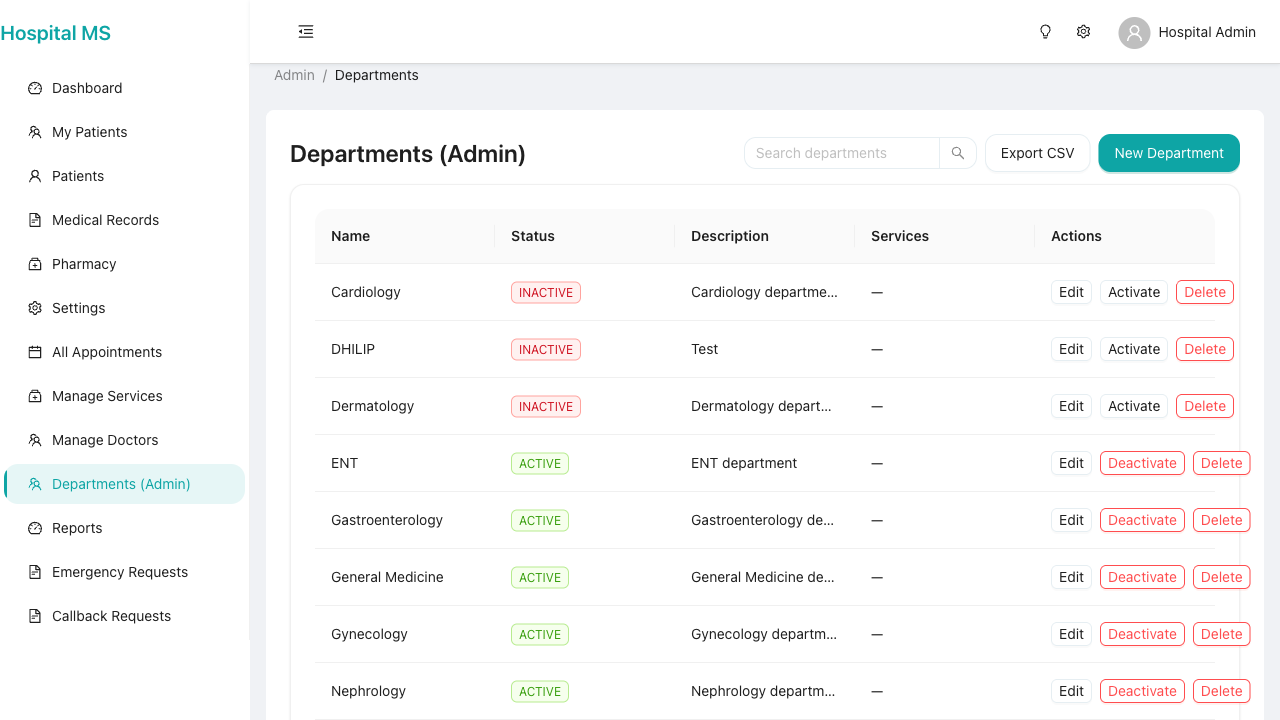 Hospital MS
Hospital Admin
Dashboard
My Patients
Patients
Medical Records
Pharmacy
Settings
All Appointments
Manage Services
Manage Doctors
Departments (Admin)
Reports
Emergency Requests
Callback Requests
Admin / Departments
Departments (Admin)
Search departments
Export CSV
New Department
Name Status Description Services Actions
Cardiology INACTIVE Cardiology departme... — Edit Activate Delete
DHILIP INACTIVE Test — Edit Activate Delete
Dermatology INACTIVE Dermatology depart... — Edit Activate Delete
ENT ACTIVE ENT department — Edit Deactivate Delete
Gastroenterology ACTIVE Gastroenterology de... — Edit Deactivate Delete
General Medicine ACTIVE General Medicine de... — Edit Deactivate Delete
Gynecology ACTIVE Gynecology departm... — Edit Deactivate Delete
Nephrology ACTIVE Nephrology departm... — Edit Deactivate Delete